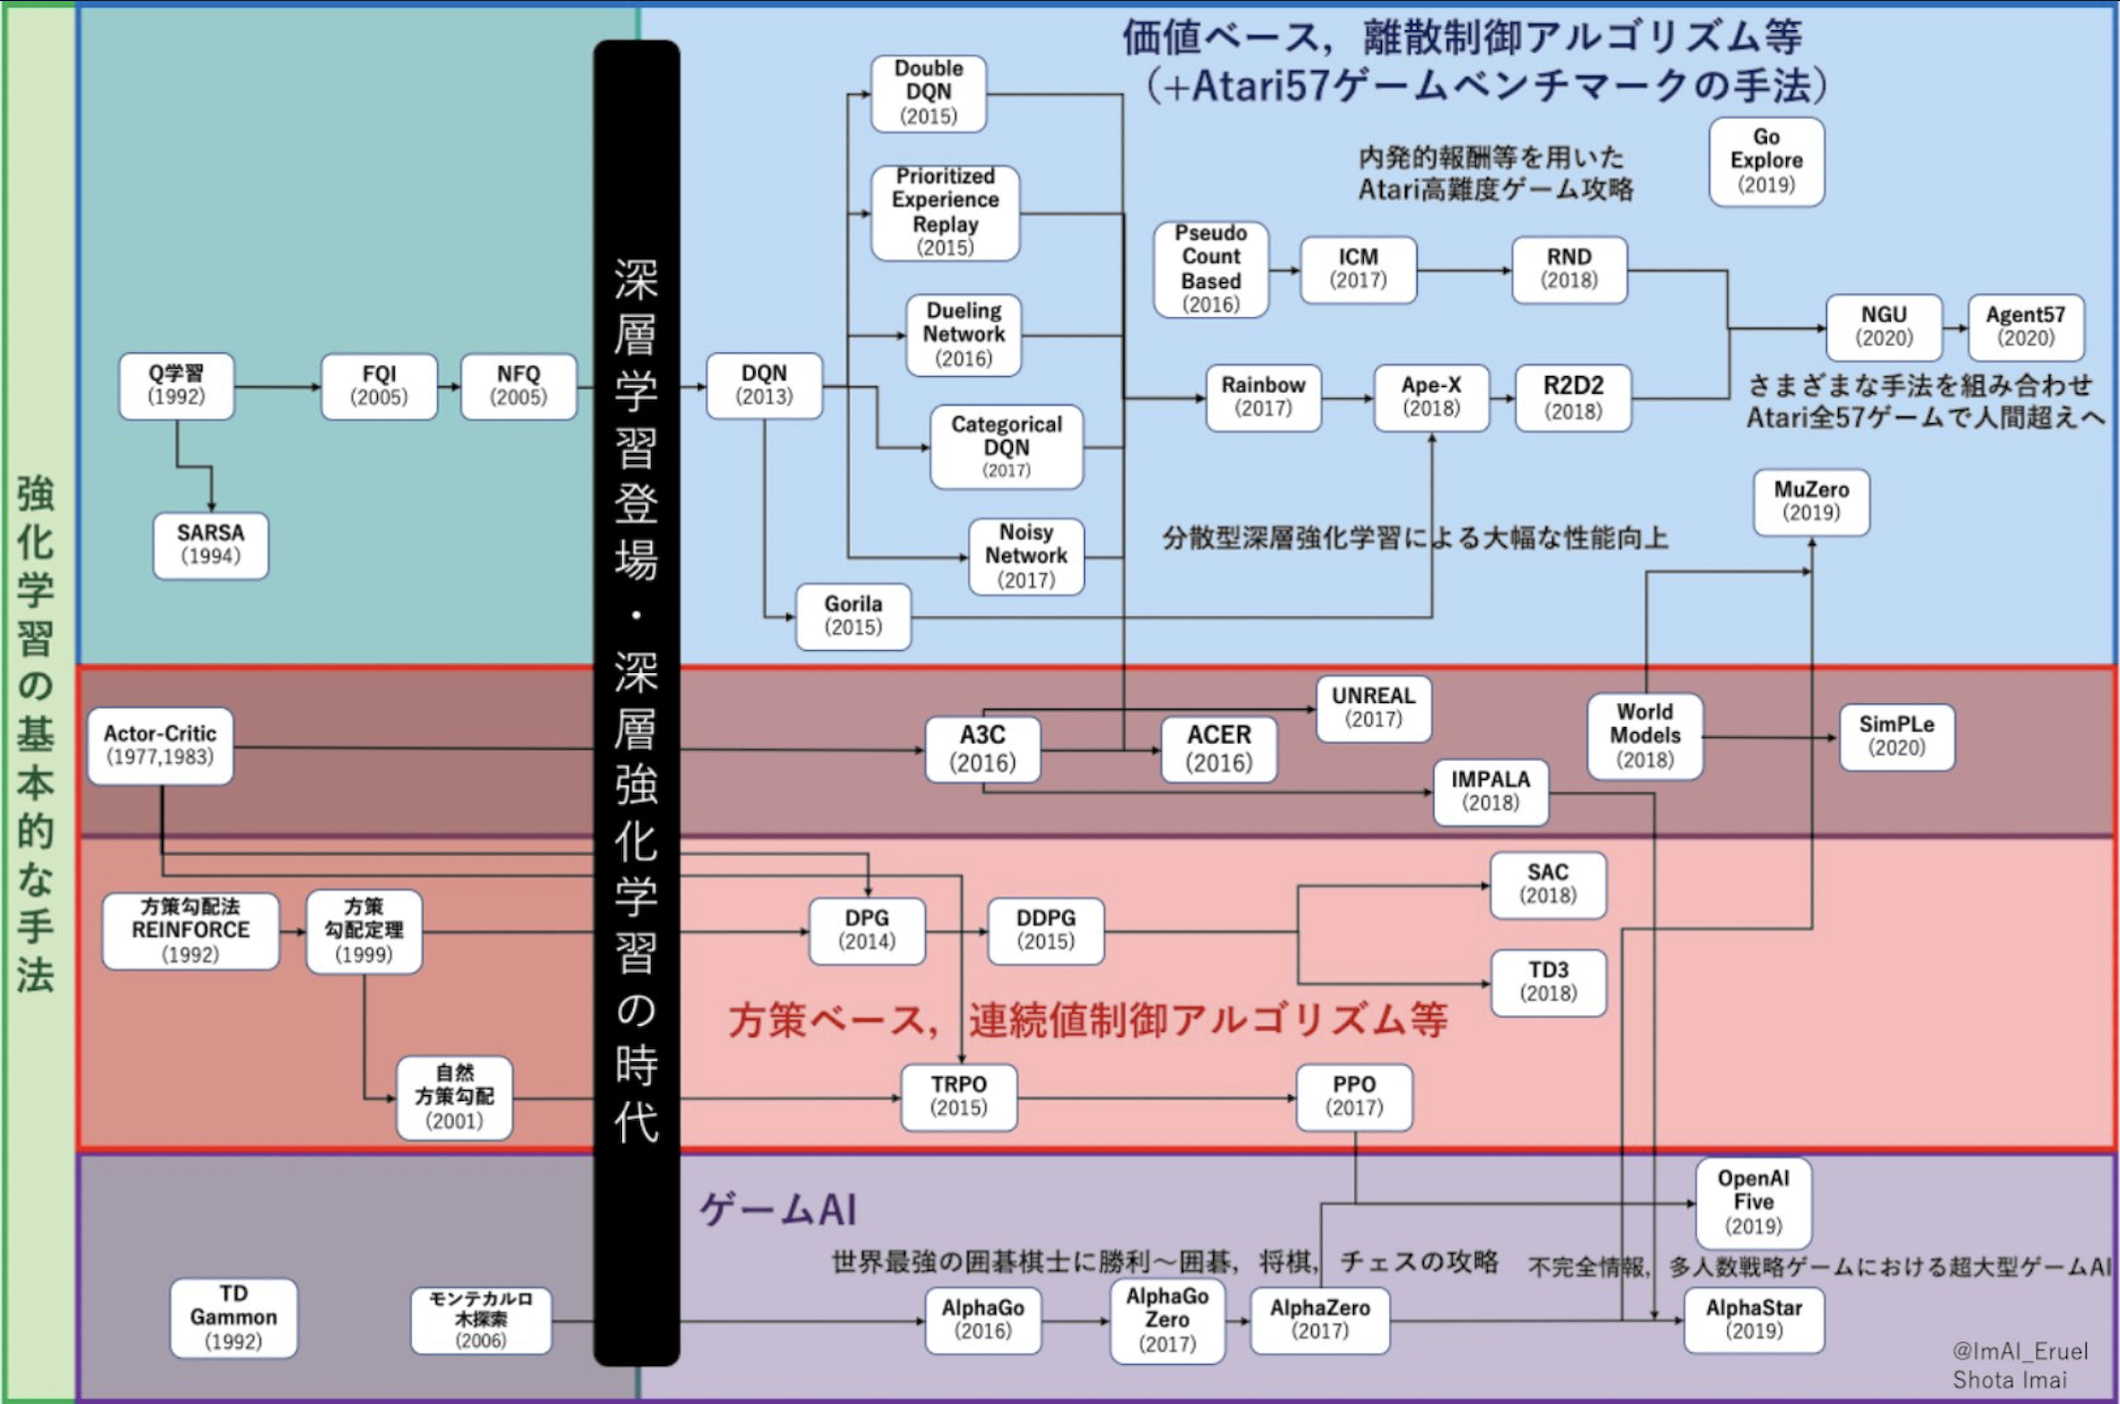 強化学習の基本的な手法
深層学習登場・深層強化学習の時代
価値ベース，離散制御アルゴリズム等
（+Atari57ゲームベンチマークの手法）
Double
DQN
（2015）
Prioritized
Experience
Replay
（2015）
Dueling
Network
（2016）
Categorical
DQN
（2017）
Noisy
Network
（2017）
Gorila
（2015）
Q学習
（1992）
FQI
（2005）
NFQ
（2005）
DQN
（2013）
SARSA
（1994）
内発的報酬等を用いた
Atari高難度ゲーム攻略
Go
Explore
（2019）
Pseudo
Count
Based
（2016）
ICM
（2017）
RND
（2018）
NGU
（2020）
Agent57
（2020）
Rainbow
（2017）
Ape-X
（2018）
R2D2
（2018）
さまざまな手法を組み合わせ
Atari全57ゲームで人間超えへ
分散型深層強化学習による大幅な性能向上
MuZero
（2019）
Actor-Critic
（1977,1983）
A3C
（2016）
ACER
（2016）
UNREAL
（2017）
IMPALA
（2018）
World
Models
（2018）
SimPLe
（2020）
方策勾配法
REINFORCE
（1992）
方策
勾配定理
（1999）
DPG
（2014）
DDPG
（2015）
SAC
（2018）
TD3
（2018）
方策ベース，連続値制御アルゴリズム等
自然
方策勾配
（2001）
TRPO
（2015）
PPO
（2017）
ゲームAI
OpenAI
Five
（2019）
世界最強の囲碁棋士に勝利〜囲碁，将棋，チェスの攻略
不完全情報，多人数戦略ゲームにおける超大型ゲームAI
TD
Gammon
（1992）
モンテカルロ
木探索
（2006）
AlphaGo
（2016）
AlphaGo
Zero
（2017）
AlphaZero
（2017）
AlphaStar
（2019）
@ImAI_Eruel
Shota Imai